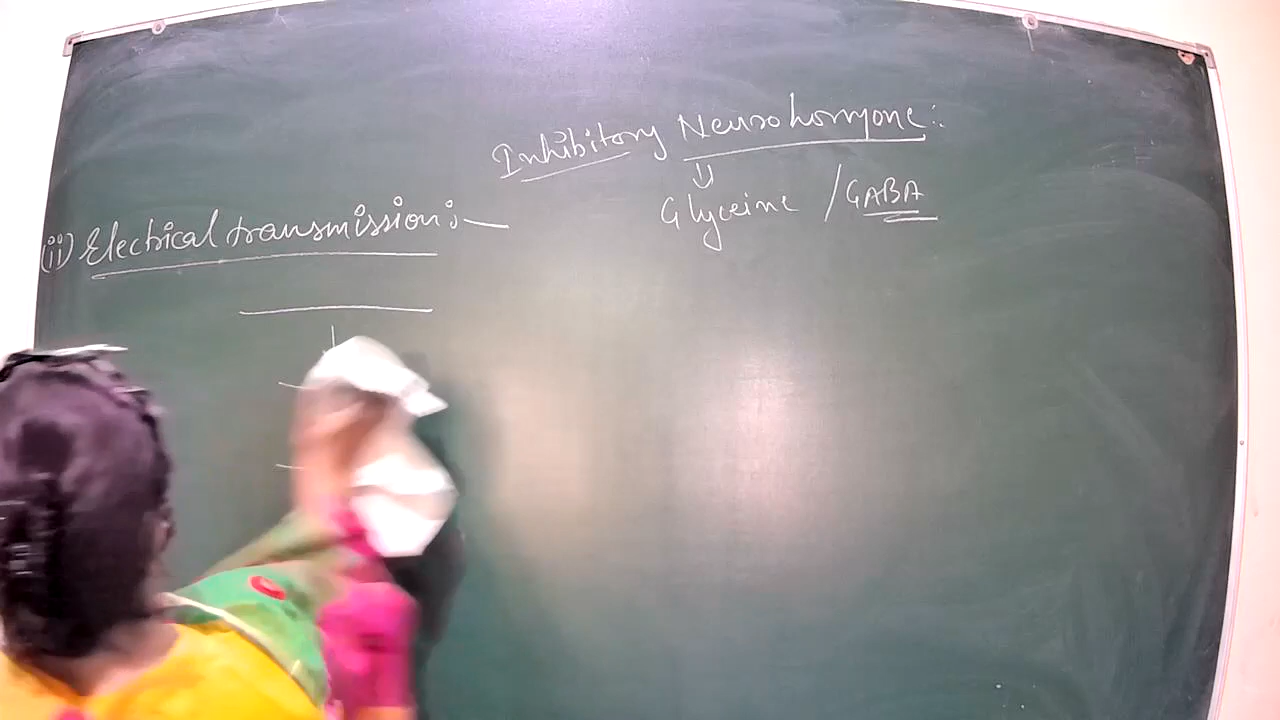 Inhibitory Neurohormone:
Glyceine / GABA
(ii) Electrical transmission:-